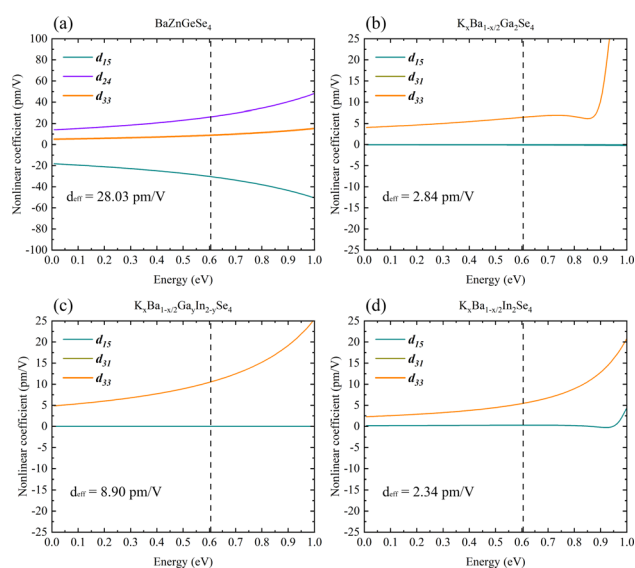 (a) BaZnGeSe4
Nonlinear coefficient (pm/V)
100
80
60
40
20
0
-20
-40
-60
-80
-100
d15
d24
d33
deff = 28.03 pm/V
0.0 0.1 0.2 0.3 0.4 0.5 0.6 0.7 0.8 0.9 1.0
Energy (eV)
(b) KxBa1-x/2Ga2Se4
Nonlinear coefficient (pm/V)
25
20
15
10
5
0
-5
-10
-15
-20
-25
d15
d31
d33
deff = 2.84 pm/V
0.0 0.1 0.2 0.3 0.4 0.5 0.6 0.7 0.8 0.9 1.0
Energy (eV)
(c) KxBa1-x/2GayIn2-ySe4
Nonlinear coefficient (pm/V)
25
20
15
10
5
0
-5
-10
-15
-20
-25
d15
d31
d33
deff = 8.90 pm/V
0.0 0.1 0.2 0.3 0.4 0.5 0.6 0.7 0.8 0.9 1.0
Energy (eV)
(d) KxBa1-x/2In2Se4
Nonlinear coefficient (pm/V)
25
20
15
10
5
0
-5
-10
-15
-20
-25
d15
d31
d33
deff = 2.34 pm/V
0.0 0.1 0.2 0.3 0.4 0.5 0.6 0.7 0.8 0.9 1.0
Energy (eV)